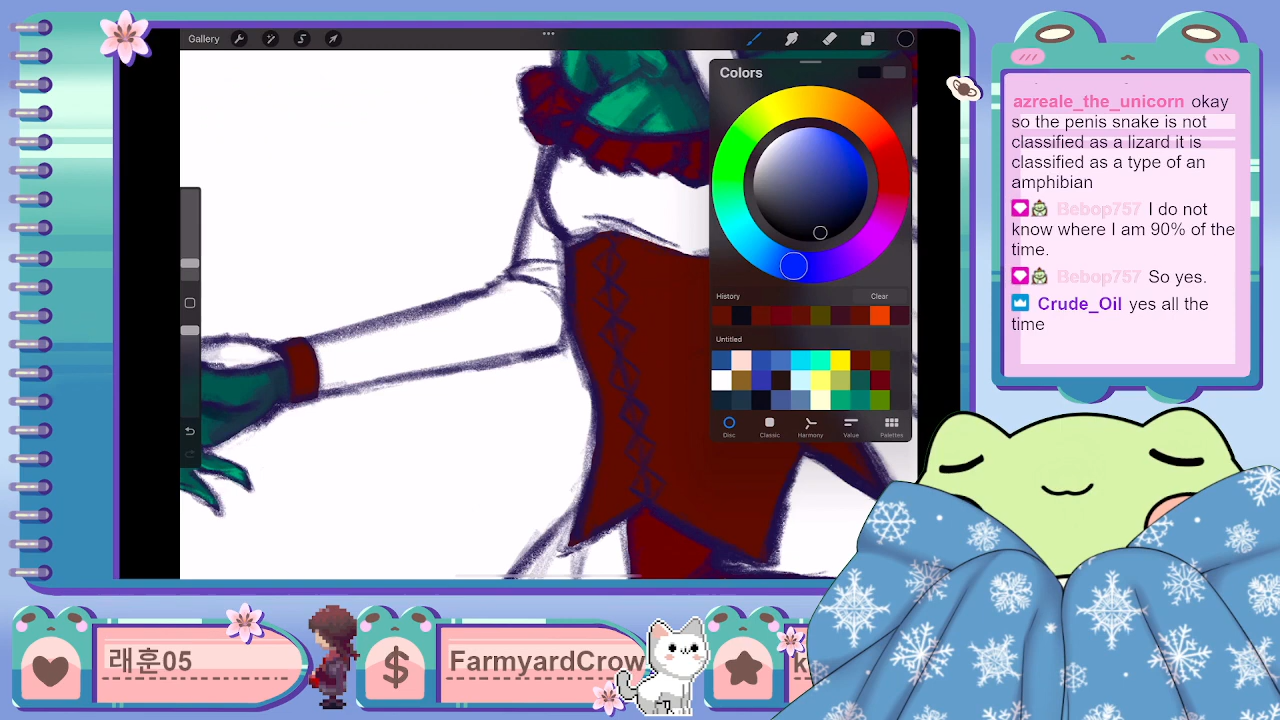 Gallery
Colors
History
Clear
Untitled
Disc
Classic
Harmony
Value
Palettes
azreale_the_unicorn okay
so the penis snake is not
classified as a lizard it is
classified as a type of an
amphibian
Bebop757 I do not
know where I am 90% of the
time.
Bebop757 So yes.
Crude_Oil yes all the
time
래훈05
FarmyardCrow